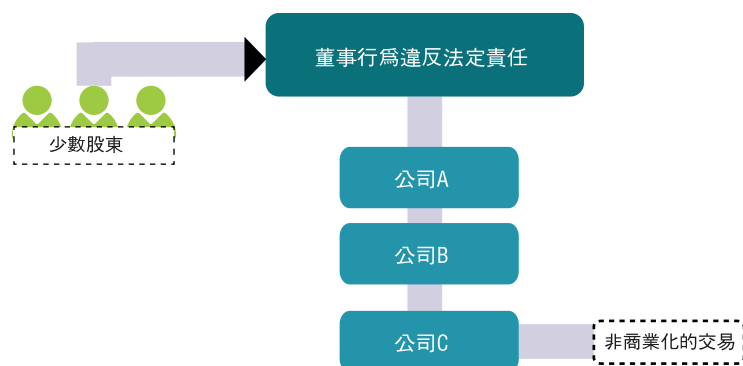 董事行爲違反法定責任
少數股東
公司A
公司B
公司C
非商業化的交易